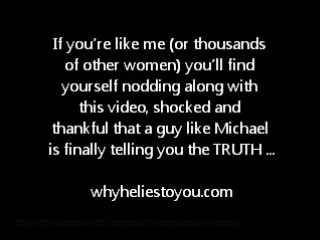 If you're like me (or thousands
of other women) you'll find
yourself nodding along with
this video, shocked and
thankful that a guy like Michael
is finally telling you the TRUTH ...
whyheliestoyou.com